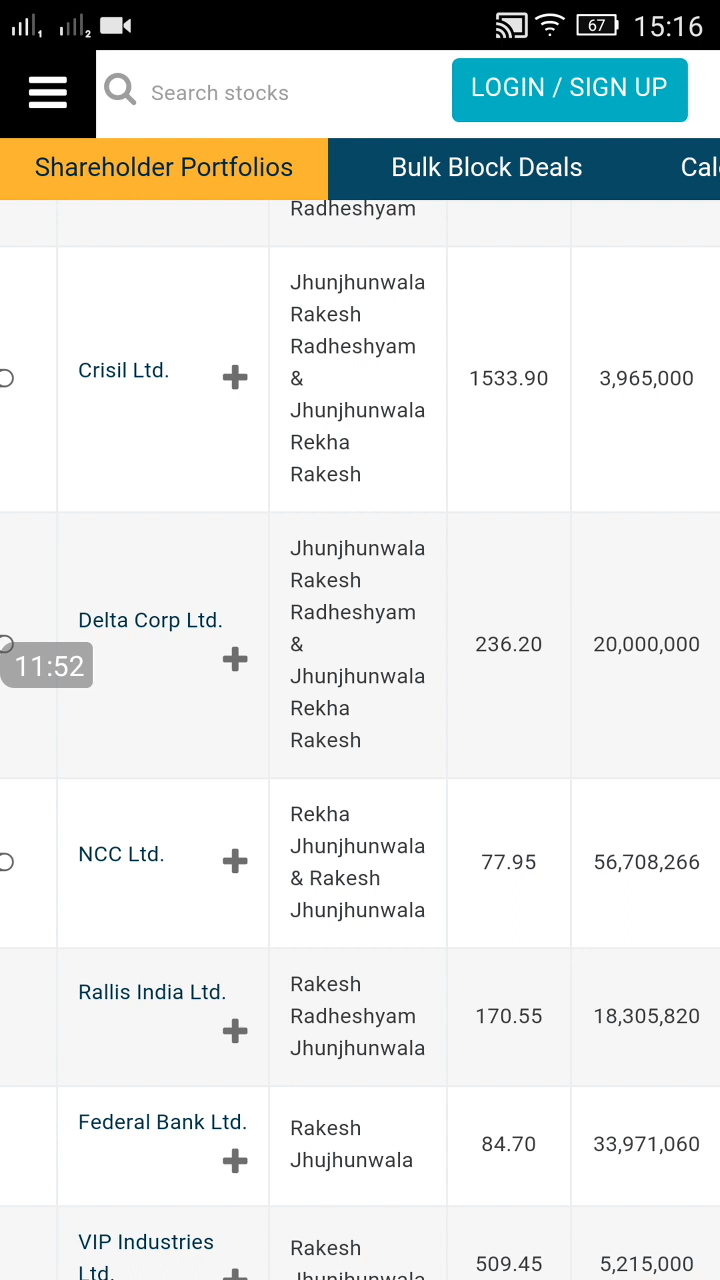 1 2 67 15:16
Search stocks
LOGIN / SIGN UP
Shareholder Portfolios Bulk Block Deals Cal
Radheshyam
Crisil Ltd.
Jhunjhunwala
Rakesh
Radheshyam
&
Jhunjhunwala
Rekha
Rakesh
1533.90
3,965,000
Delta Corp Ltd.
Jhunjhunwala
Rakesh
Radheshyam
&
Jhunjhunwala
Rekha
Rakesh
236.20
20,000,000
11:52
NCC Ltd.
Rekha
Jhunjhunwala
& Rakesh
Jhunjhunwala
77.95
56,708,266
Rallis India Ltd.
Rakesh
Radheshyam
Jhunjhunwala
170.55
18,305,820
Federal Bank Ltd.
Rakesh
Jhujhunwala
84.70
33,971,060
VIP Industries
Ltd.
Rakesh
Jhunjhunwala
509.45
5,215,000